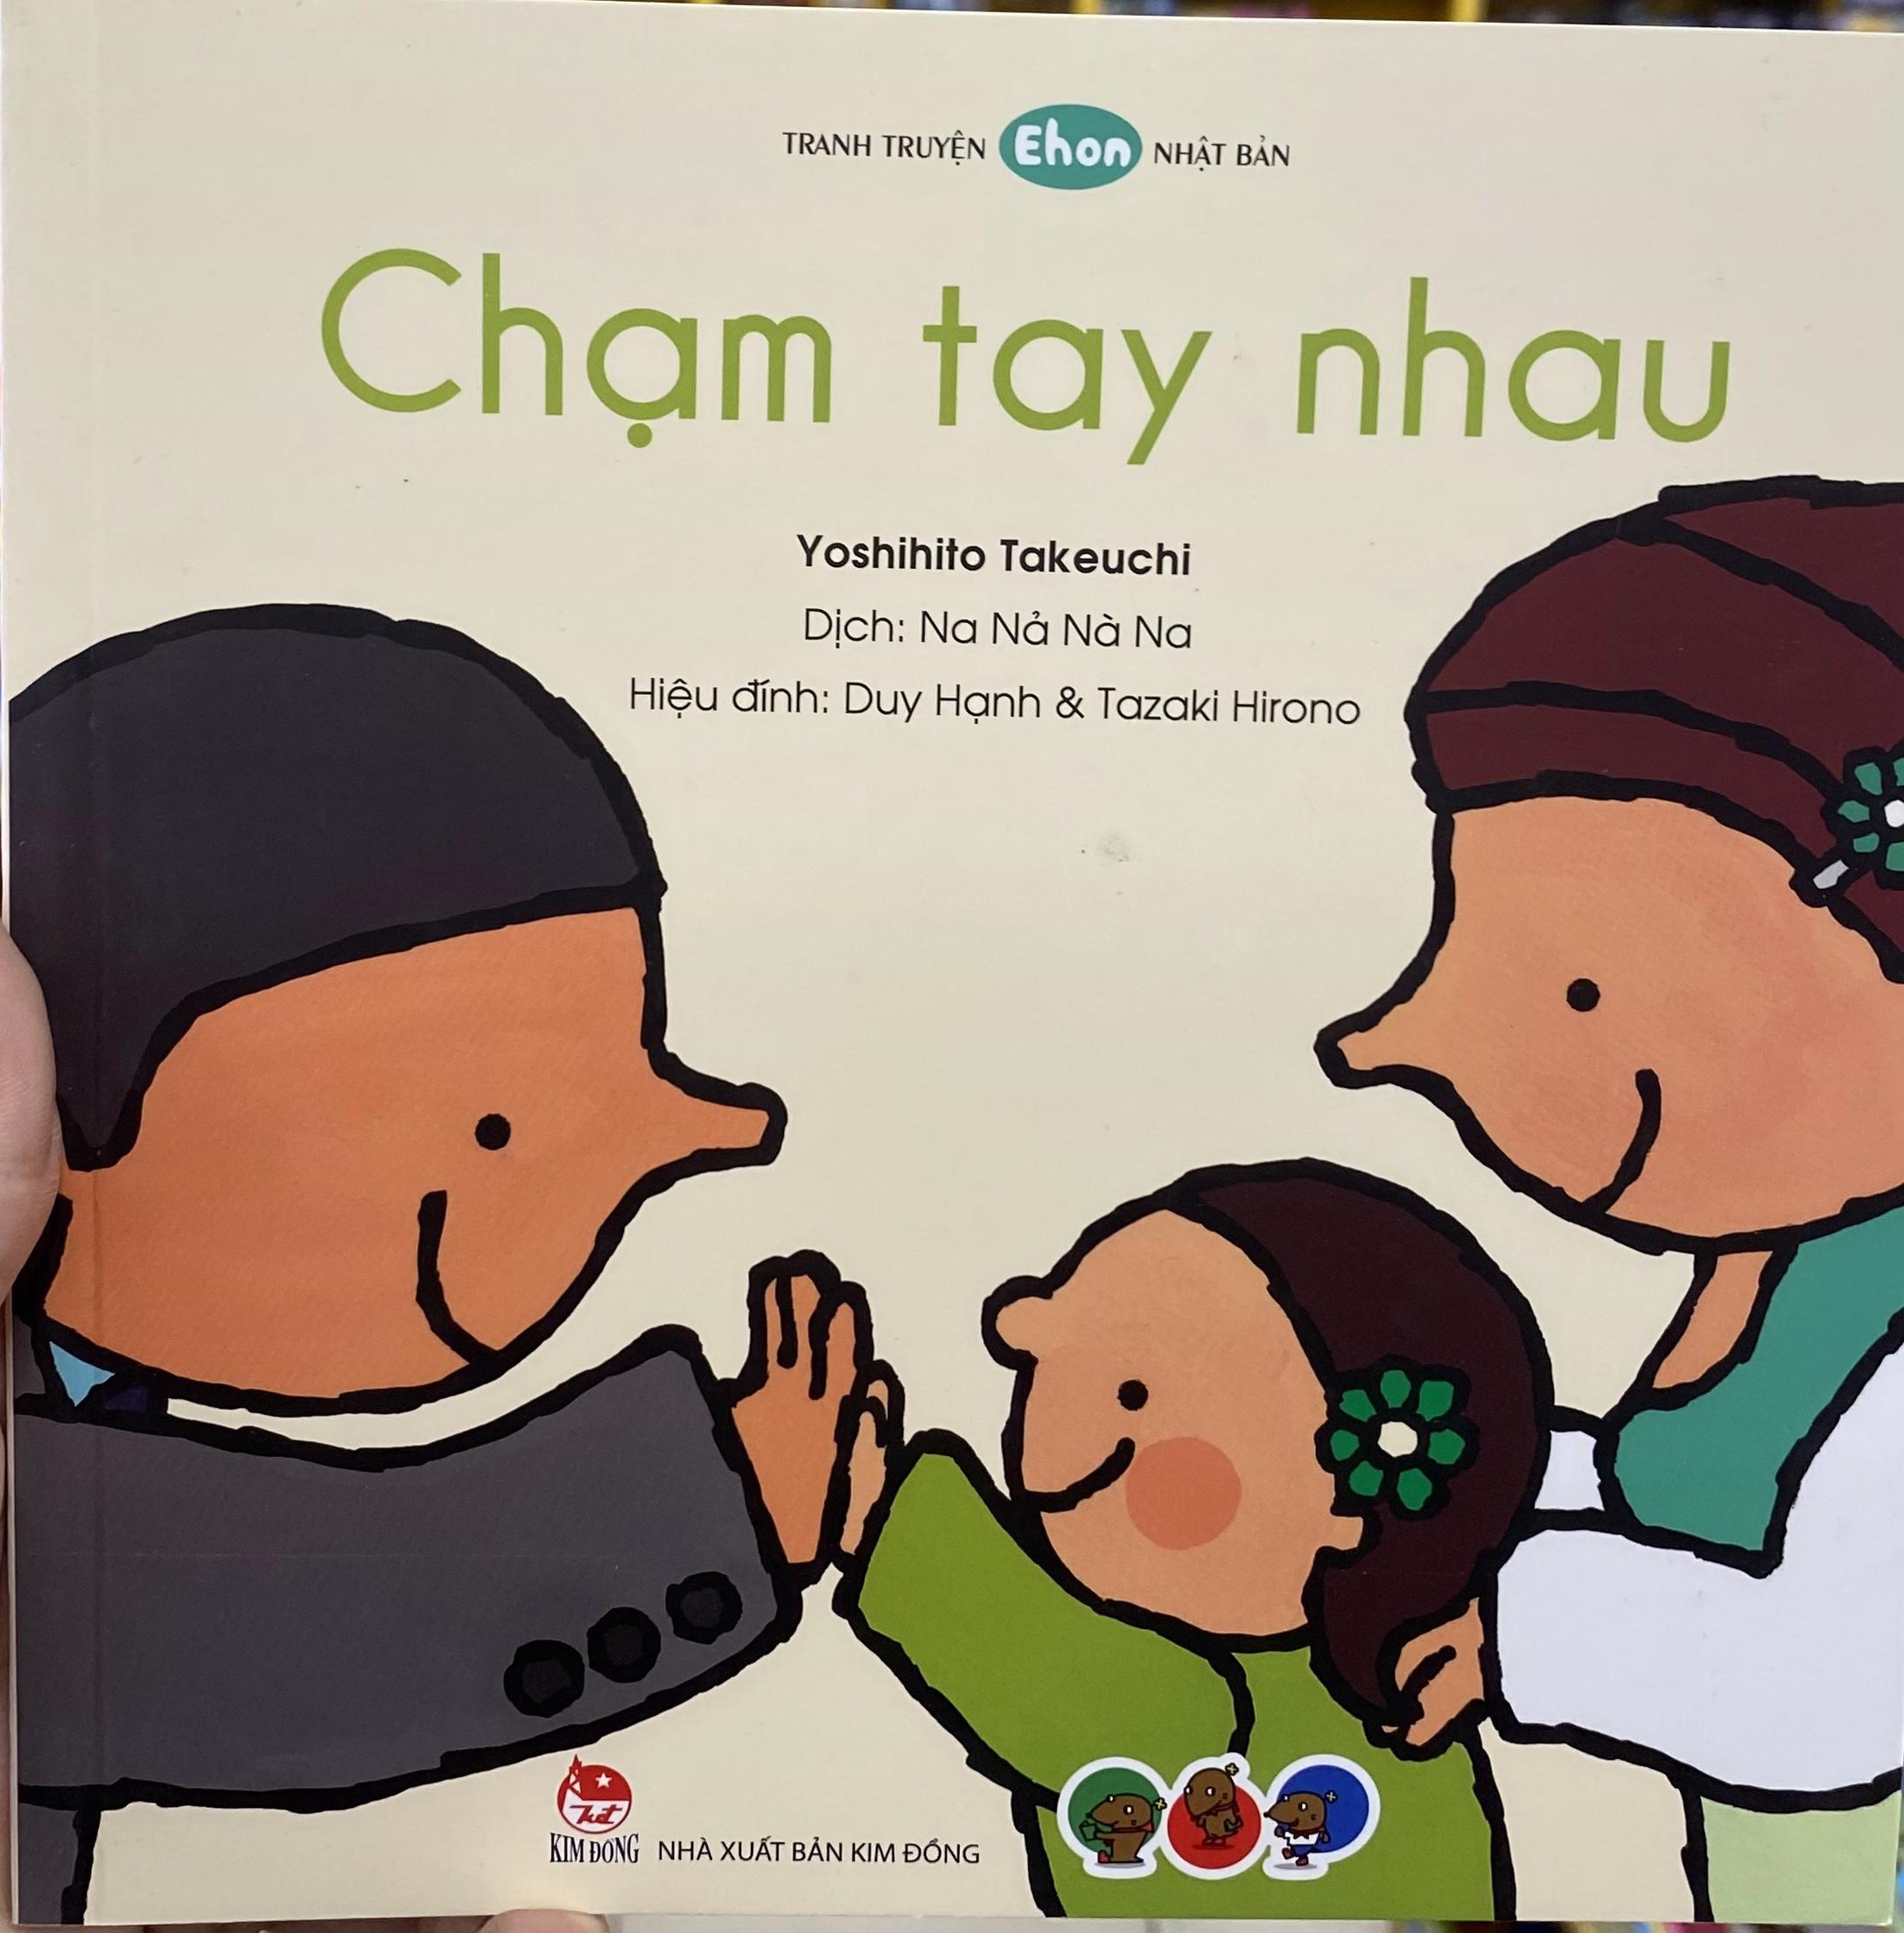 TRANH TRUYỆN Ehon NHẬT BẢN
Chạm tay nhau
Yoshihito Takeuchi
Dịch: Na Nả Nà Na
Hiệu đính: Duy Hạnh & Tazaki Hirono
KIM ĐỒNG NHÀ XUẤT BẢN KIM ĐỒNG